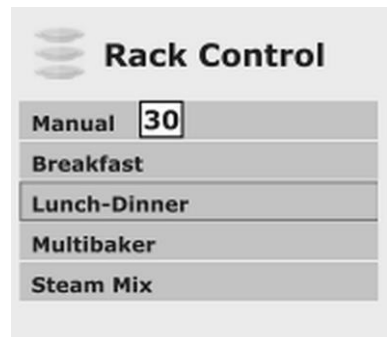 Rack Control
Manual 30
Breakfast
Lunch-Dinner
Multibaker
Steam Mix